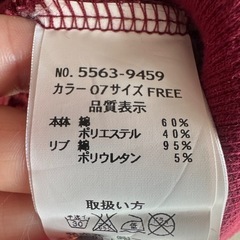 NO. 5563-9459
カラー 07サイズ FREE
品質表示
本体 綿 60%
ポリエステル 40%
リブ 綿 95%
ポリウレタン 5%
取扱い方